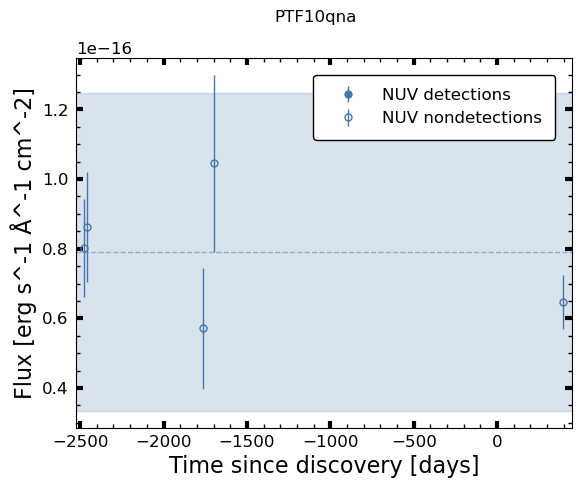 PTF10qna
1e−16
NUV detections
NUV nondetections
1.2
1.0
0.8
0.6
0.4
Flux [erg s^-1 Å^-1 cm^-2]
−2500 −2000 −1500 −1000 −500 0
Time since discovery [days]